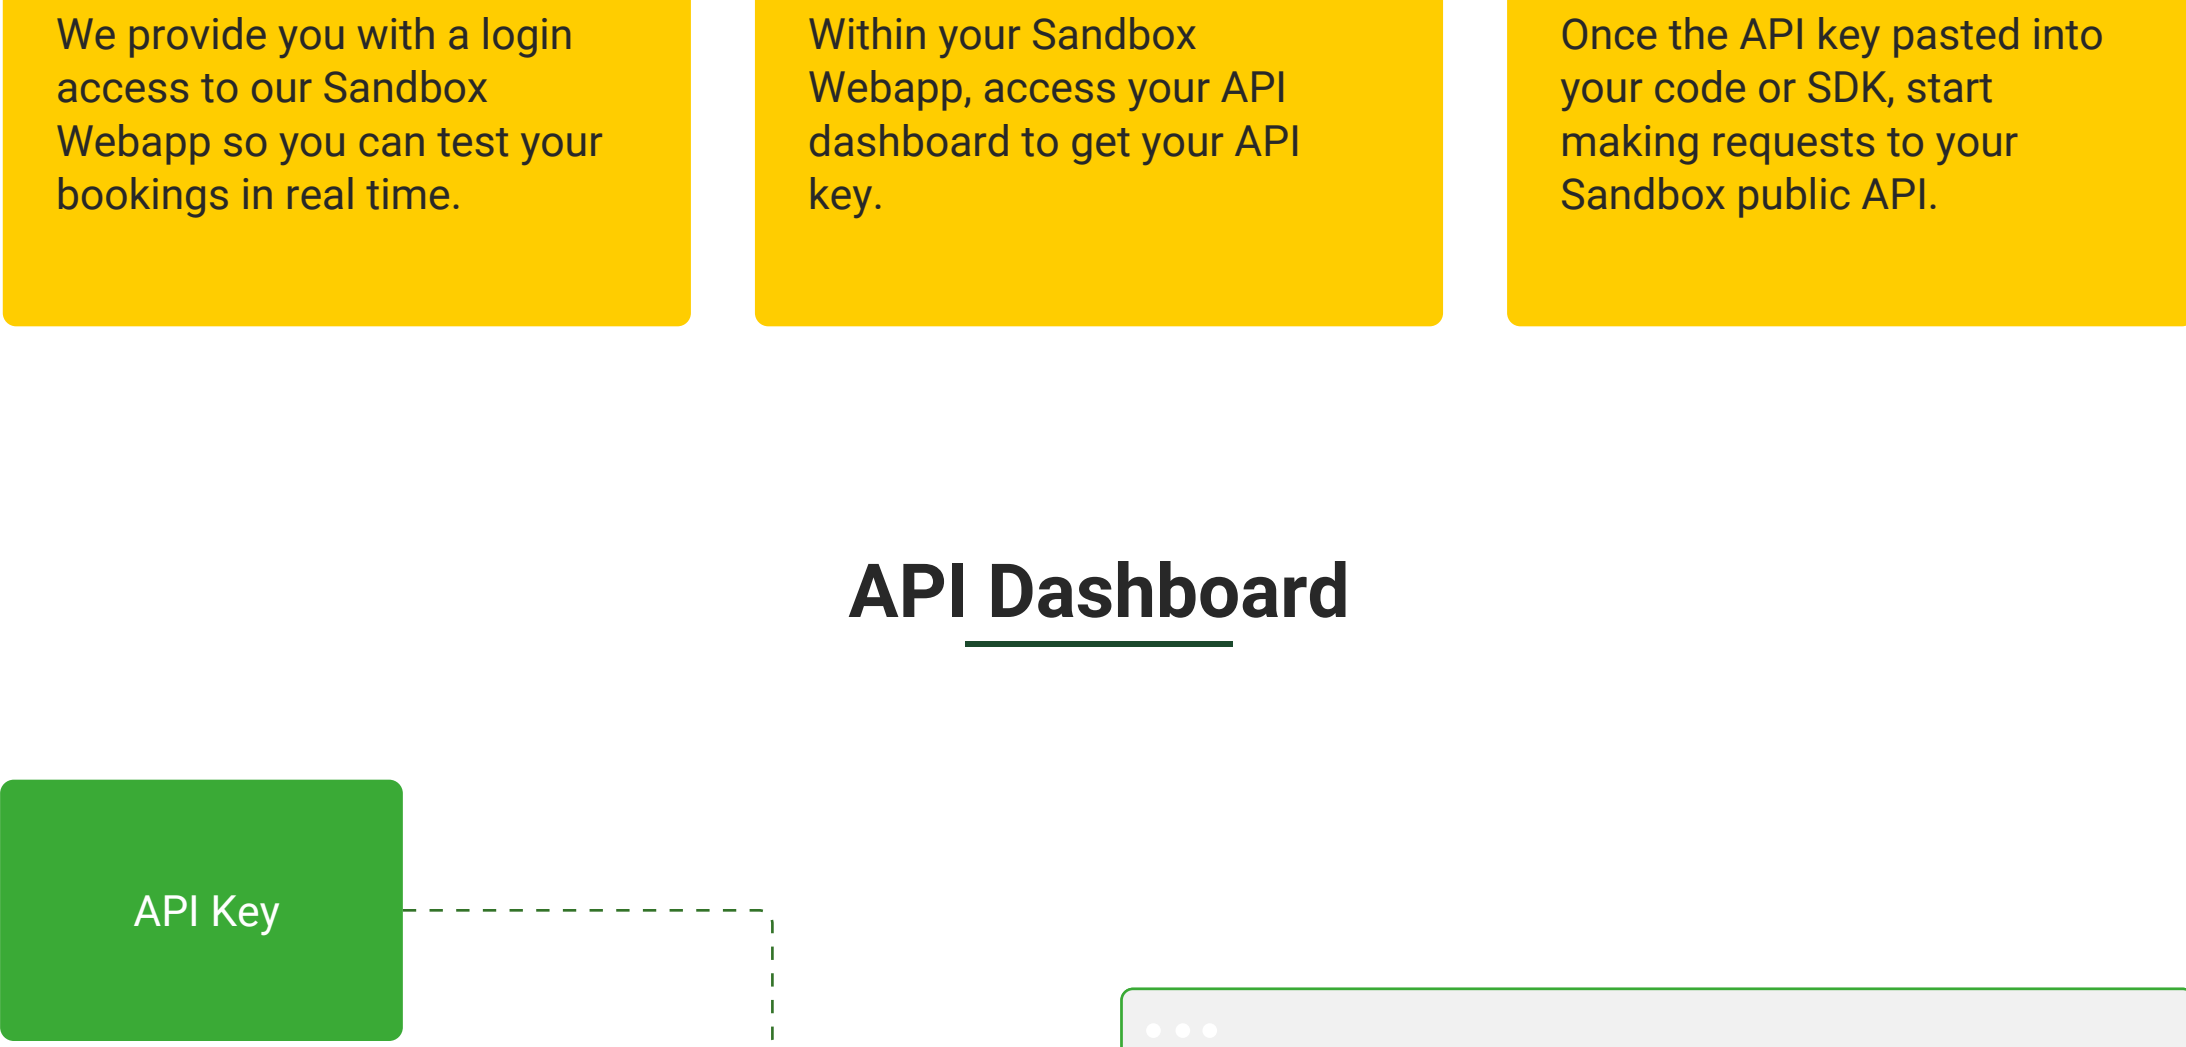 We provide you with a login
access to our Sandbox
Webapp so you can test your
bookings in real time.
Within your Sandbox
Webapp, access your API
dashboard to get your API
key.
Once the API key pasted into
your code or SDK, start
making requests to your
Sandbox public API.
API Dashboard
API Key